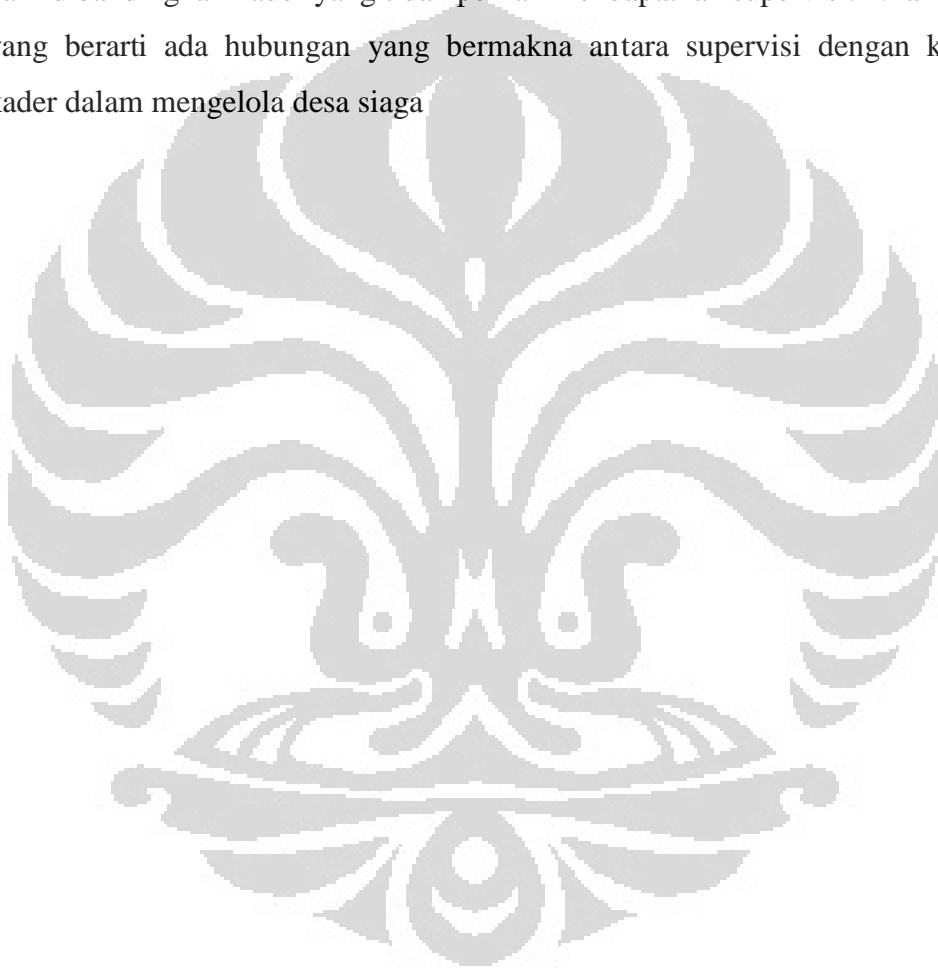 yang berarti ada hubungan yang bermakna antara supervisi dengan k
kader dalam mengelola desa siaga